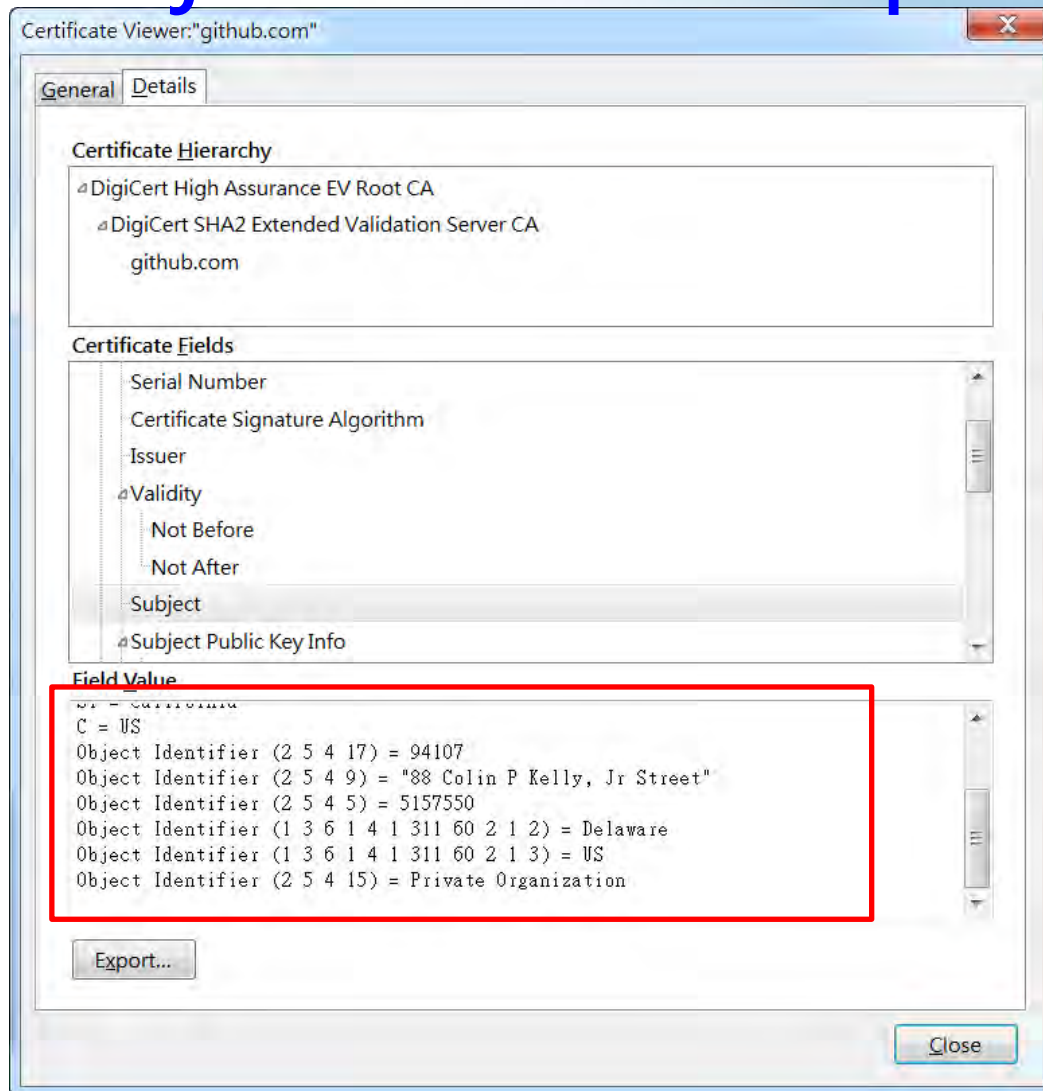 Certificate Viewer:"github.com"
General Details
Certificate Hierarchy
DigiCert High Assurance EV Root CA
DigiCert SHA2 Extended Validation Server CA
github.com
Certificate Fields
Serial Number
Certificate Signature Algorithm
Issuer
Validity
Not Before
Not After
Subject
Subject Public Key Info
Field Value
ST = California
C = US
Object Identifier (2 5 4 17) = 94107
Object Identifier (2 5 4 9) = "88 Colin P Kelly, Jr Street"
Object Identifier (2 5 4 5) = 5157550
Object Identifier (1 3 6 1 4 1 311 60 2 1 2) = Delaware
Object Identifier (1 3 6 1 4 1 311 60 2 1 3) = US
Object Identifier (2 5 4 15) = Private Organization
Export...
Close